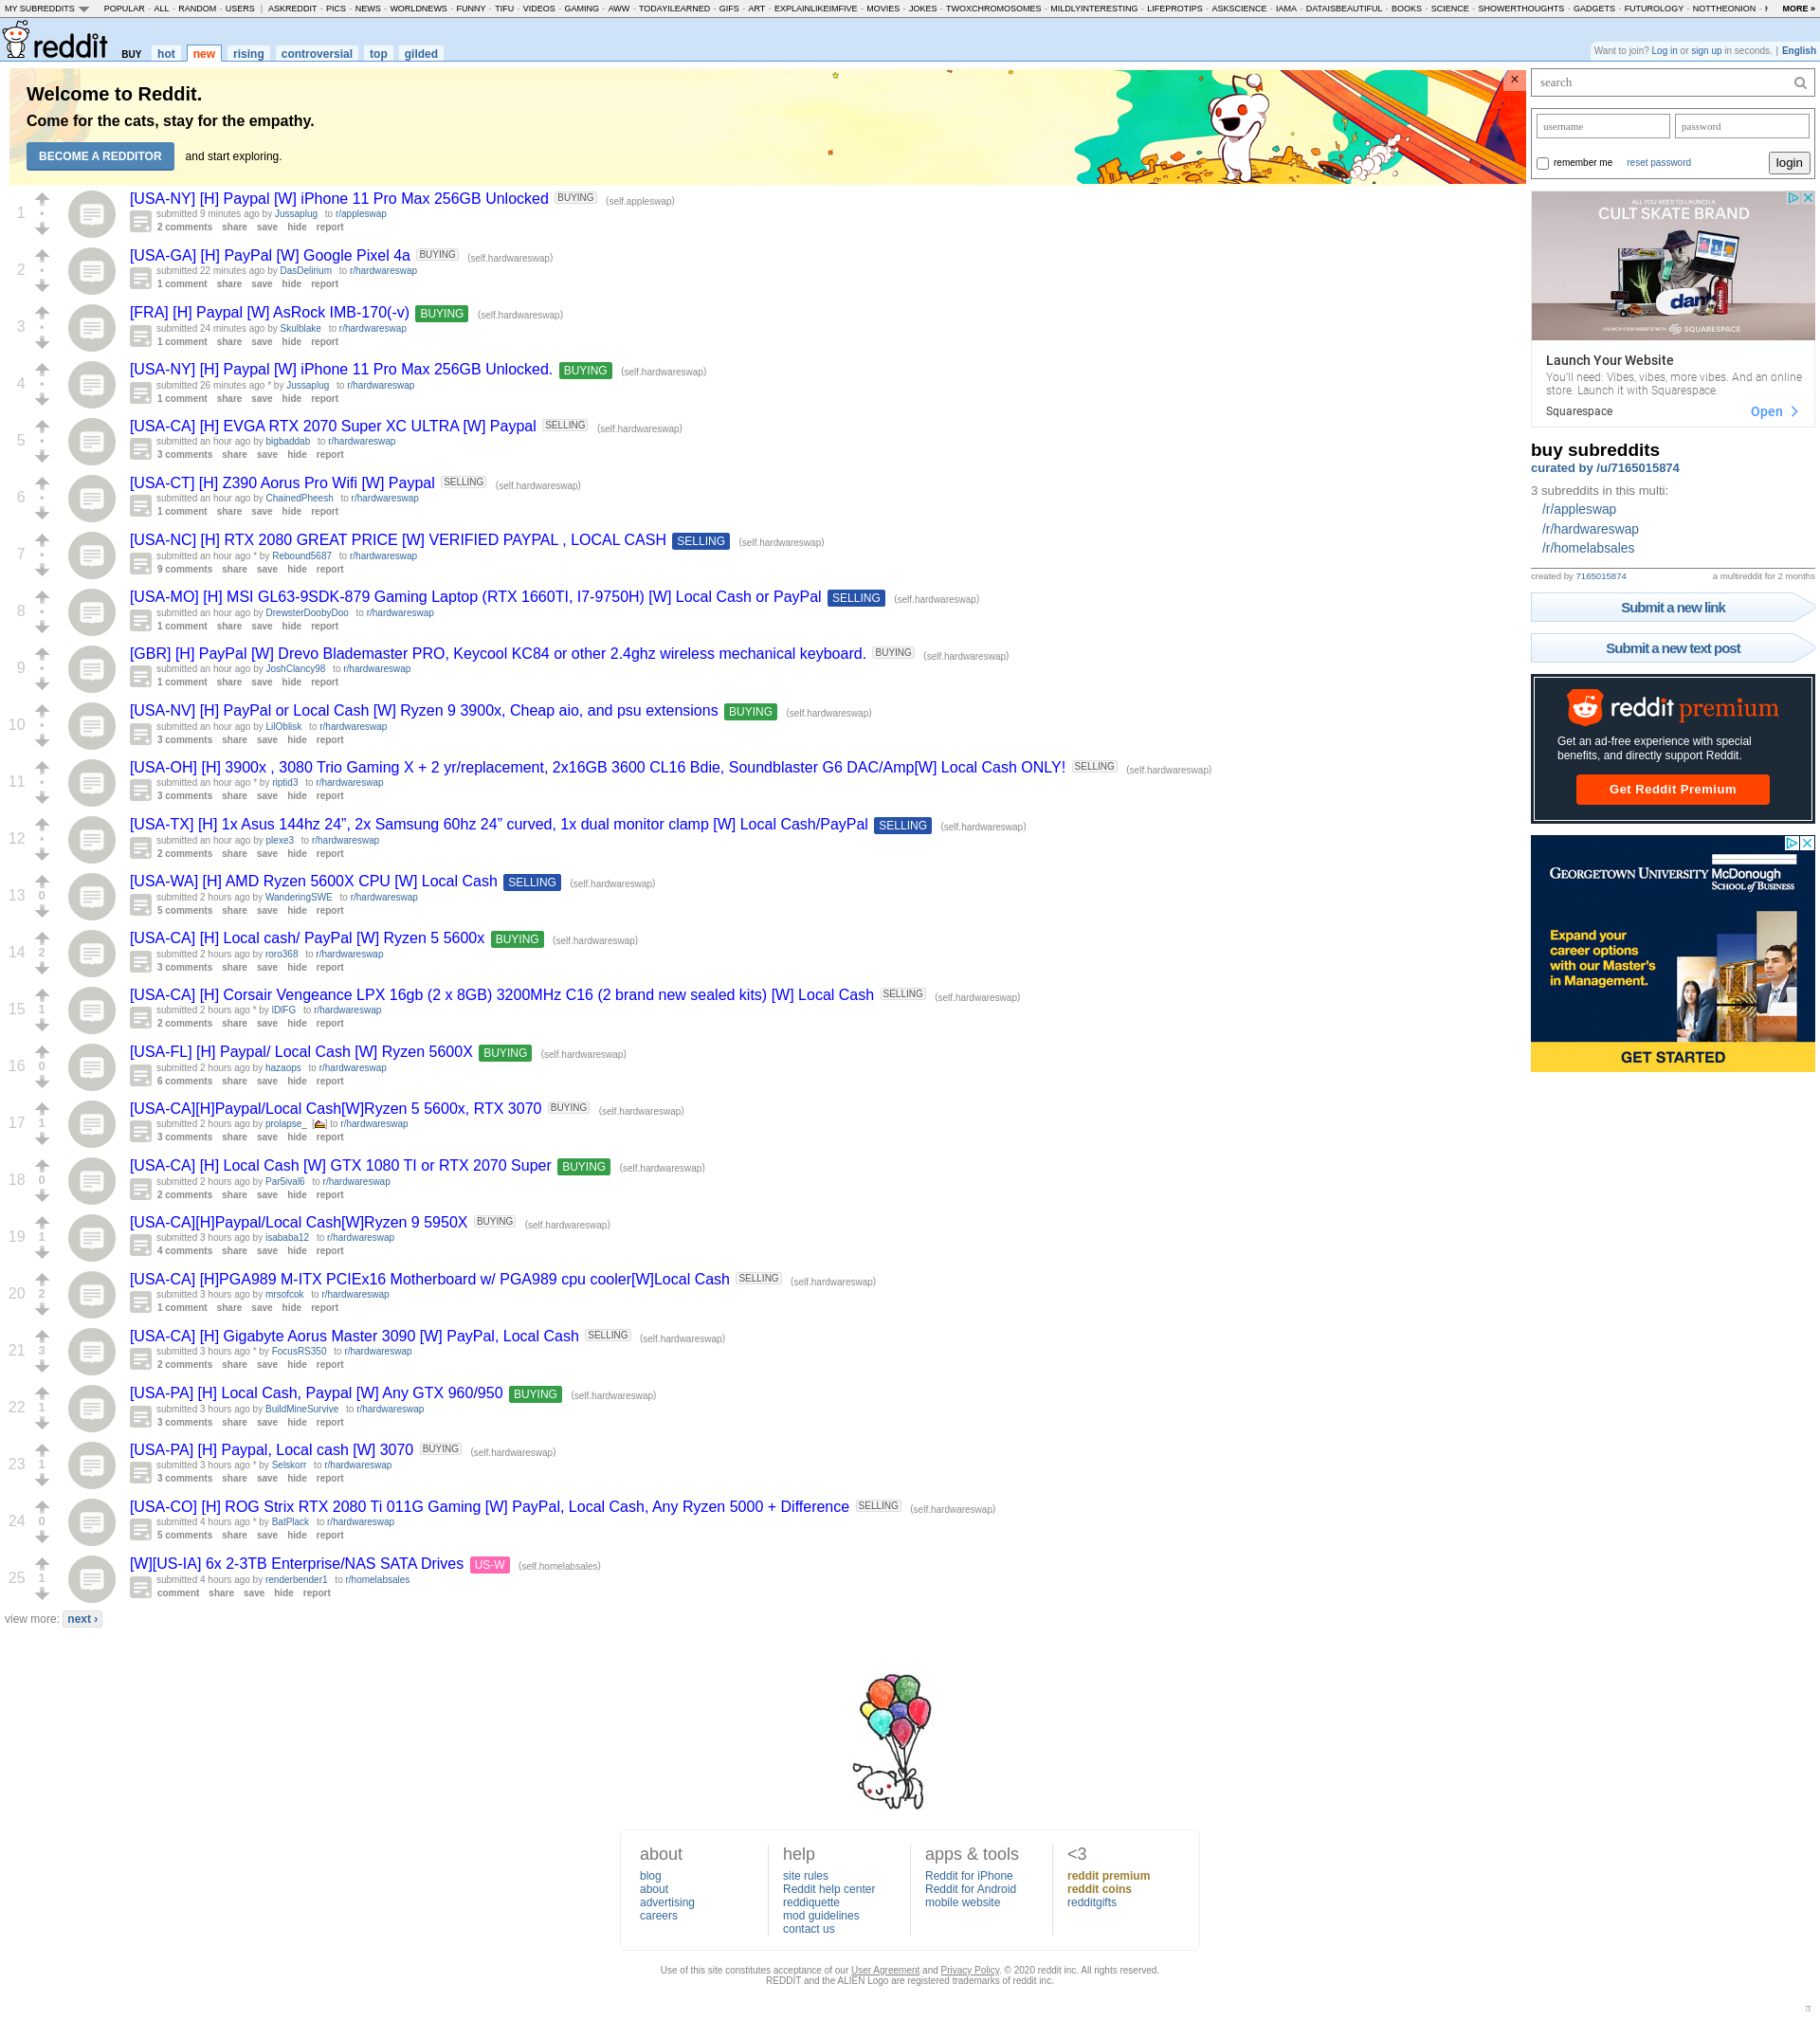 MY SUBREDDITS POPULAR - ALL - RANDOM - USERS | ASKREDDIT - PICS - NEWS - WORLDNEWS - FUNNY - TIFU - VIDEOS - GAMING - AWW - TODAYILEARNED - GIFS - ART - EXPLAINLIKEIMFIVE - MOVIES - JOKES - TWOXCHROMOSOMES - MILDLYINTERESTING - LIFEPROTIPS - ASKSCIENCE - IAMA - DATAISBEAUTIFUL - BOOKS - SCIENCE - SHOWERTHOUGHTS - GADGETS - FUTUROLOGY - NOTTHEONION - MORE »
reddit BUY hot new rising controversial top gilded
Want to join? Log in or sign up in seconds. | English
Welcome to Reddit.
Come for the cats, stay for the empathy.
BECOME A REDDITOR and start exploring.
×
1 [USA-NY] [H] Paypal [W] iPhone 11 Pro Max 256GB Unlocked BUYING (self.appleswap)
submitted 9 minutes ago by Jussaplug to r/appleswap
2 comments share save hide report
2 [USA-GA] [H] PayPal [W] Google Pixel 4a BUYING (self.hardwareswap)
submitted 22 minutes ago by DasDelirium to r/hardwareswap
1 comment share save hide report
3 [FRA] [H] Paypal [W] AsRock IMB-170(-v) BUYING (self.hardwareswap)
submitted 24 minutes ago by Skulblake to r/hardwareswap
1 comment share save hide report
4 [USA-NY] [H] Paypal [W] iPhone 11 Pro Max 256GB Unlocked. BUYING (self.hardwareswap)
submitted 26 minutes ago * by Jussaplug to r/hardwareswap
1 comment share save hide report
5 [USA-CA] [H] EVGA RTX 2070 Super XC ULTRA [W] Paypal SELLING (self.hardwareswap)
submitted an hour ago by bigbaddab to r/hardwareswap
3 comments share save hide report
6 [USA-CT] [H] Z390 Aorus Pro Wifi [W] Paypal SELLING (self.hardwareswap)
submitted an hour ago by ChainedPheesh to r/hardwareswap
1 comment share save hide report
7 [USA-NC] [H] RTX 2080 GREAT PRICE [W] VERIFIED PAYPAL , LOCAL CASH SELLING (self.hardwareswap)
submitted an hour ago * by Rebound5687 to r/hardwareswap
9 comments share save hide report
8 [USA-MO] [H] MSI GL63-9SDK-879 Gaming Laptop (RTX 1660TI, I7-9750H) [W] Local Cash or PayPal SELLING (self.hardwareswap)
submitted an hour ago by DrewsterDoobyDoo to r/hardwareswap
1 comment share save hide report
9 [GBR] [H] PayPal [W] Drevo Blademaster PRO, Keycool KC84 or other 2.4ghz wireless mechanical keyboard. BUYING (self.hardwareswap)
submitted an hour ago by JoshClancy98 to r/hardwareswap
1 comment share save hide report
10 [USA-NV] [H] PayPal or Local Cash [W] Ryzen 9 3900x, Cheap aio, and psu extensions BUYING (self.hardwareswap)
submitted an hour ago by LilOblisk to r/hardwareswap
3 comments share save hide report
11 [USA-OH] [H] 3900x , 3080 Trio Gaming X + 2 yr/replacement, 2x16GB 3600 CL16 Bdie, Soundblaster G6 DAC/Amp[W] Local Cash ONLY! SELLING (self.hardwareswap)
submitted an hour ago * by riptid3 to r/hardwareswap
3 comments share save hide report
12 [USA-TX] [H] 1x Asus 144hz 24”, 2x Samsung 60hz 24” curved, 1x dual monitor clamp [W] Local Cash/PayPal SELLING (self.hardwareswap)
submitted an hour ago by plexe3 to r/hardwareswap
2 comments share save hide report
13 0 [USA-WA] [H] AMD Ryzen 5600X CPU [W] Local Cash SELLING (self.hardwareswap)
submitted 2 hours ago by WanderingSWE to r/hardwareswap
5 comments share save hide report
14 2 [USA-CA] [H] Local cash/ PayPal [W] Ryzen 5 5600x BUYING (self.hardwareswap)
submitted 2 hours ago by roro368 to r/hardwareswap
3 comments share save hide report
15 1 [USA-CA] [H] Corsair Vengeance LPX 16gb (2 x 8GB) 3200MHz C16 (2 brand new sealed kits) [W] Local Cash SELLING (self.hardwareswap)
submitted 2 hours ago * by IDIFG to r/hardwareswap
2 comments share save hide report
16 0 [USA-FL] [H] Paypal/ Local Cash [W] Ryzen 5600X BUYING (self.hardwareswap)
submitted 2 hours ago by hazaops to r/hardwareswap
6 comments share save hide report
17 1 [USA-CA][H]Paypal/Local Cash[W]Ryzen 5 5600x, RTX 3070 BUYING (self.hardwareswap)
submitted 2 hours ago by prolapse_ [] to r/hardwareswap
3 comments share save hide report
18 0 [USA-CA] [H] Local Cash [W] GTX 1080 TI or RTX 2070 Super BUYING (self.hardwareswap)
submitted 2 hours ago by Par5ival6 to r/hardwareswap
2 comments share save hide report
19 1 [USA-CA][H]Paypal/Local Cash[W]Ryzen 9 5950X BUYING (self.hardwareswap)
submitted 3 hours ago by isababa12 to r/hardwareswap
4 comments share save hide report
20 2 [USA-CA] [H]PGA989 M-ITX PCIEx16 Motherboard w/ PGA989 cpu cooler[W]Local Cash SELLING (self.hardwareswap)
submitted 3 hours ago by mrsofcok to r/hardwareswap
1 comment share save hide report
21 3 [USA-CA] [H] Gigabyte Aorus Master 3090 [W] PayPal, Local Cash SELLING (self.hardwareswap)
submitted 3 hours ago * by FocusRS350 to r/hardwareswap
2 comments share save hide report
22 1 [USA-PA] [H] Local Cash, Paypal [W] Any GTX 960/950 BUYING (self.hardwareswap)
submitted 3 hours ago by BuildMineSurvive to r/hardwareswap
3 comments share save hide report
23 1 [USA-PA] [H] Paypal, Local cash [W] 3070 BUYING (self.hardwareswap)
submitted 3 hours ago * by Selskorr to r/hardwareswap
3 comments share save hide report
24 0 [USA-CO] [H] ROG Strix RTX 2080 Ti 011G Gaming [W] PayPal, Local Cash, Any Ryzen 5000 + Difference SELLING (self.hardwareswap)
submitted 4 hours ago * by BatPlack to r/hardwareswap
5 comments share save hide report
25 1 [W][US-IA] 6x 2-3TB Enterprise/NAS SATA Drives US-W (self.homelabsales)
submitted 4 hours ago by renderbender1 to r/homelabsales
comment share save hide report
view more: next ›
search
username password
remember me reset password login
ALL YOU NEED TO LAUNCH A
CULT SKATE BRAND
dam
LAUNCH YOUR WEBSITE WITH SQUARESPACE
Launch Your Website
You'll need: Vibes, vibes, more vibes. And an online
store. Launch it with Squarespace.
Squarespace Open
buy subreddits
curated by /u/7165015874
3 subreddits in this multi:
/r/appleswap
/r/hardwareswap
/r/homelabsales
created by 7165015874 a multireddit for 2 months
Submit a new link
Submit a new text post
reddit premium
Get an ad-free experience with special
benefits, and directly support Reddit.
Get Reddit Premium
GEORGETOWN UNIVERSITY McDonough
SCHOOL of BUSINESS
Expand your
career options
with our Master's
in Management.
GET STARTED
about
blog
about
advertising
careers
help
site rules
Reddit help center
reddiquette
mod guidelines
contact us
apps & tools
Reddit for iPhone
Reddit for Android
mobile website
<3
reddit premium
reddit coins
redditgifts
Use of this site constitutes acceptance of our User Agreement and Privacy Policy. © 2020 reddit inc. All rights reserved.
REDDIT and the ALIEN Logo are registered trademarks of reddit inc.
π